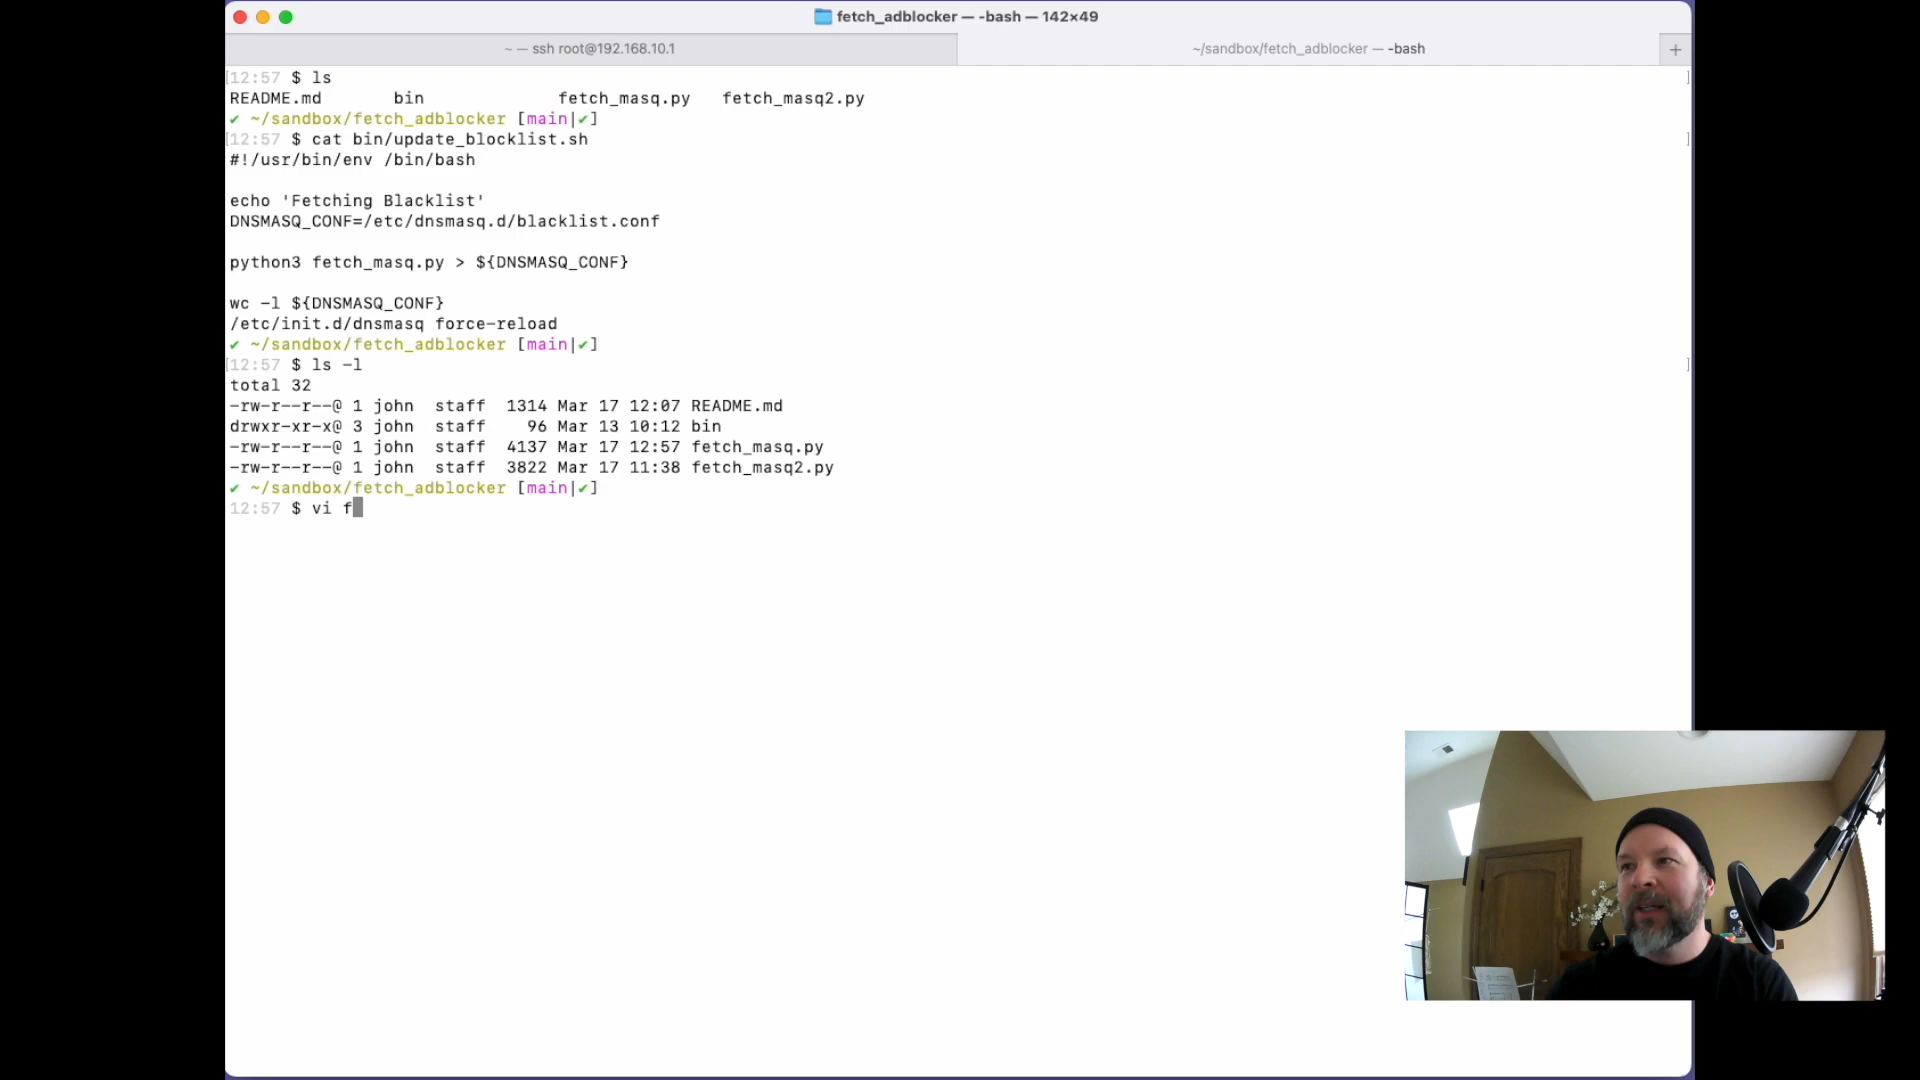 fetch_adblocker — -bash — 142×49
~ — ssh root@192.168.10.1
~/sandbox/fetch_adblocker — -bash
+
[12:57 $ ls ]
README.md bin fetch_masq.py fetch_masq2.py
✔ ~/sandbox/fetch_adblocker [main|✔]
[12:57 $ cat bin/update_blocklist.sh ]
#!/usr/bin/env /bin/bash
echo 'Fetching Blacklist'
DNSMASQ_CONF=/etc/dnsmasq.d/blacklist.conf
python3 fetch_masq.py > ${DNSMASQ_CONF}
wc -l ${DNSMASQ_CONF}
/etc/init.d/dnsmasq force-reload
✔ ~/sandbox/fetch_adblocker [main|✔]
[12:57 $ ls -l ]
total 32
-rw-r--r--@ 1 john staff 1314 Mar 17 12:07 README.md
drwxr-xr-x@ 3 john staff 96 Mar 13 10:12 bin
-rw-r--r--@ 1 john staff 4137 Mar 17 12:57 fetch_masq.py
-rw-r--r--@ 1 john staff 3822 Mar 17 11:38 fetch_masq2.py
✔ ~/sandbox/fetch_adblocker [main|✔]
12:57 $ vi f